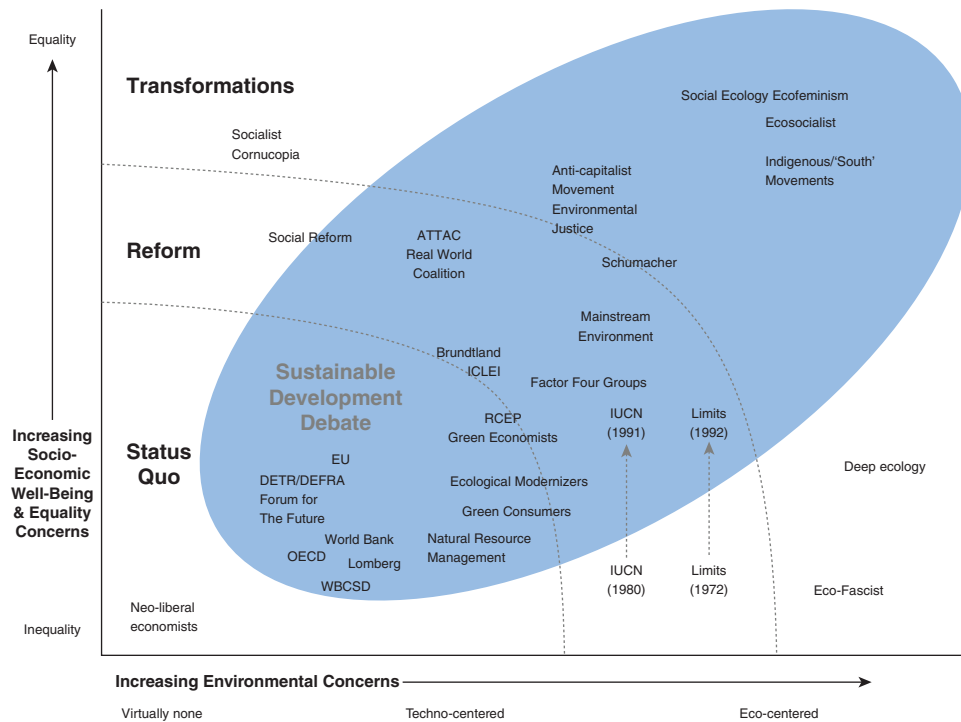 Equality
Transformations
Social Ecology Ecofeminism
Ecosocialist
Socialist
Cornucopia
Indigenous/‘South’
Movements
Anti-capitalist
Movement
Environmental
Justice
Reform
Social Reform
ATTAC
Real World
Coalition
Schumacher
Mainstream
Environment
Brundtland
ICLEI
Sustainable
Development
Debate
Factor Four Groups
RCEP
Green Economists
IUCN
(1991)
Limits
(1992)
Increasing
Socio-
Economic
Well-Being
& Equality
Concerns
Status
Quo
EU
DETR/DEFRA
Forum for
The Future
Ecological Modernizers
Green Consumers
Deep ecology
World Bank
OECD
Lomberg
WBCSD
Natural Resource
Management
IUCN
(1980)
Limits
(1972)
Eco-Fascist
Neo-liberal
economists
Inequality
Increasing Environmental Concerns
Virtually none
Techno-centered
Eco-centered